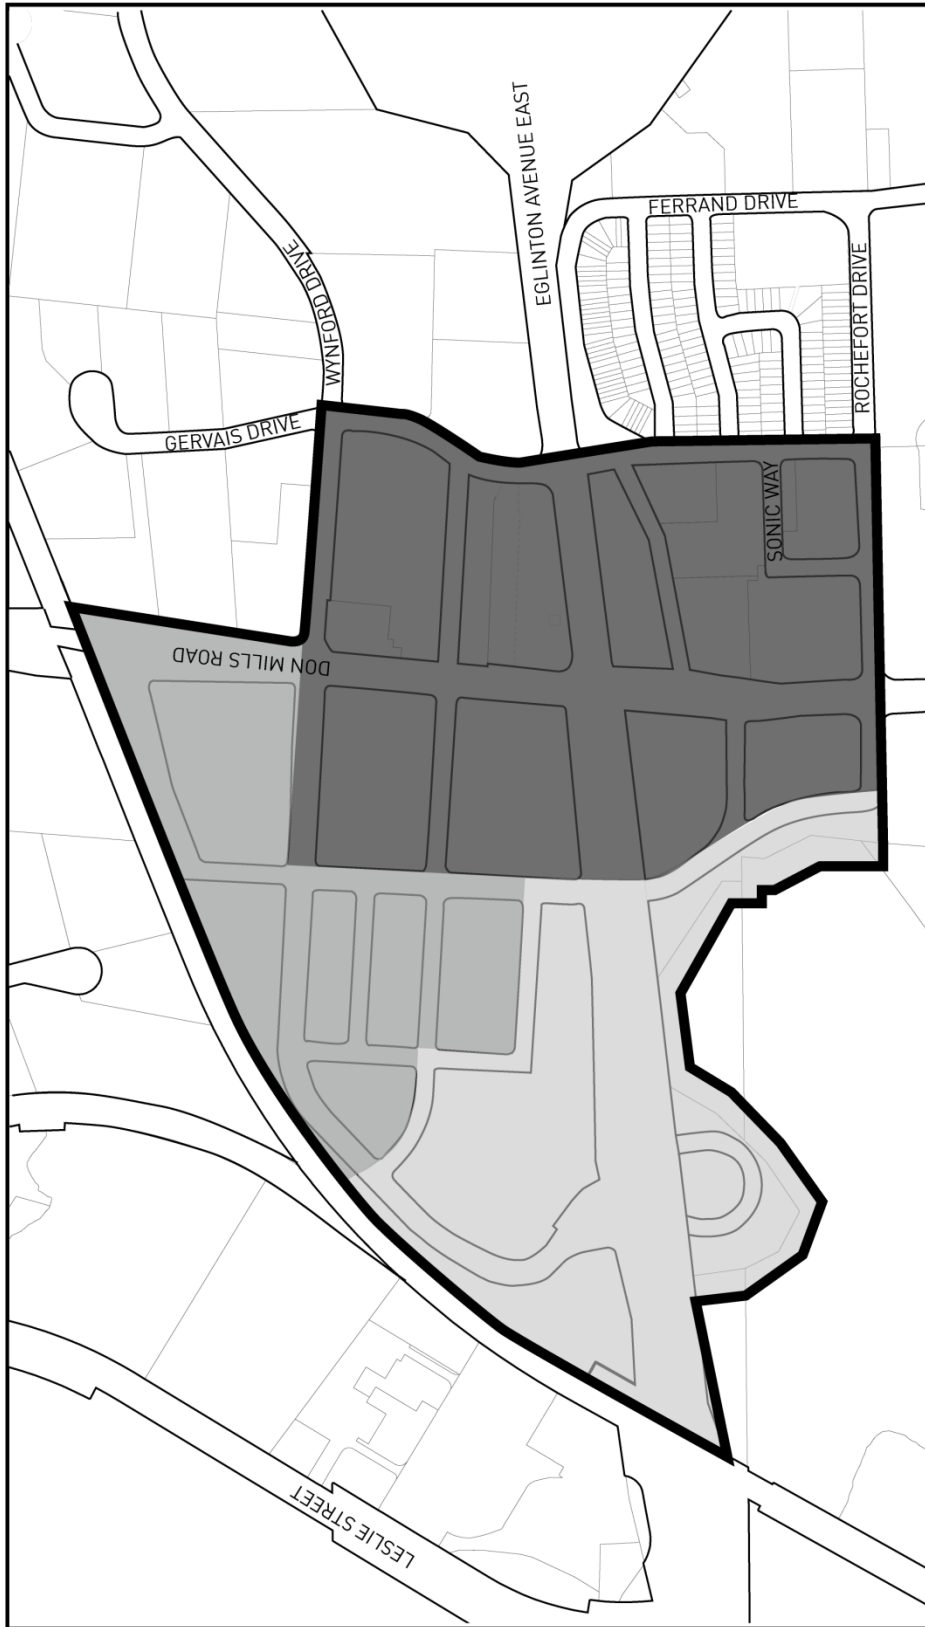 EGLINTON AVENUE EAST
FERRAND DRIVE
WYNFORD DRIVE
ROCHEFORT DRIVE
GERVAIS DRIVE
SONIC WAY
DON MILLS ROAD
LESLIE STREET